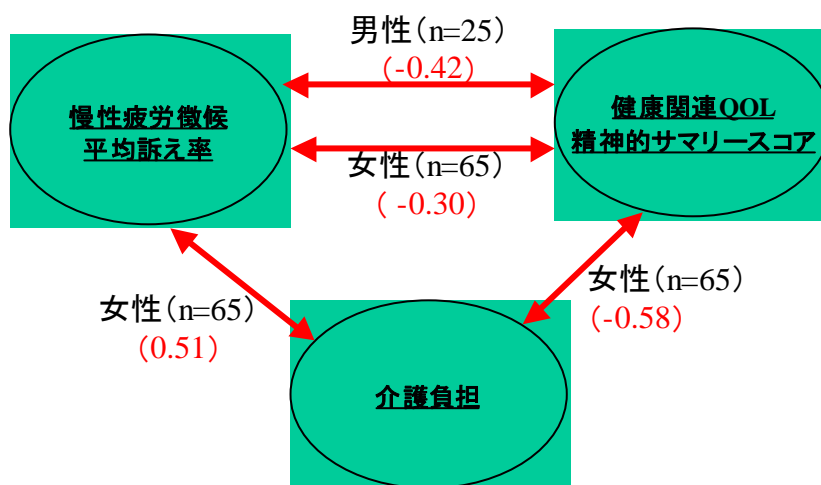 男性（n=25）
（-0.42）
慢性疲労徴候
平均訴え率
健康関連QOL
精神的サマリースコア
女性（n=65）
（ -0.30）
女性（n=65）
（0.51）
女性（n=65）
（-0.58）
介護負担